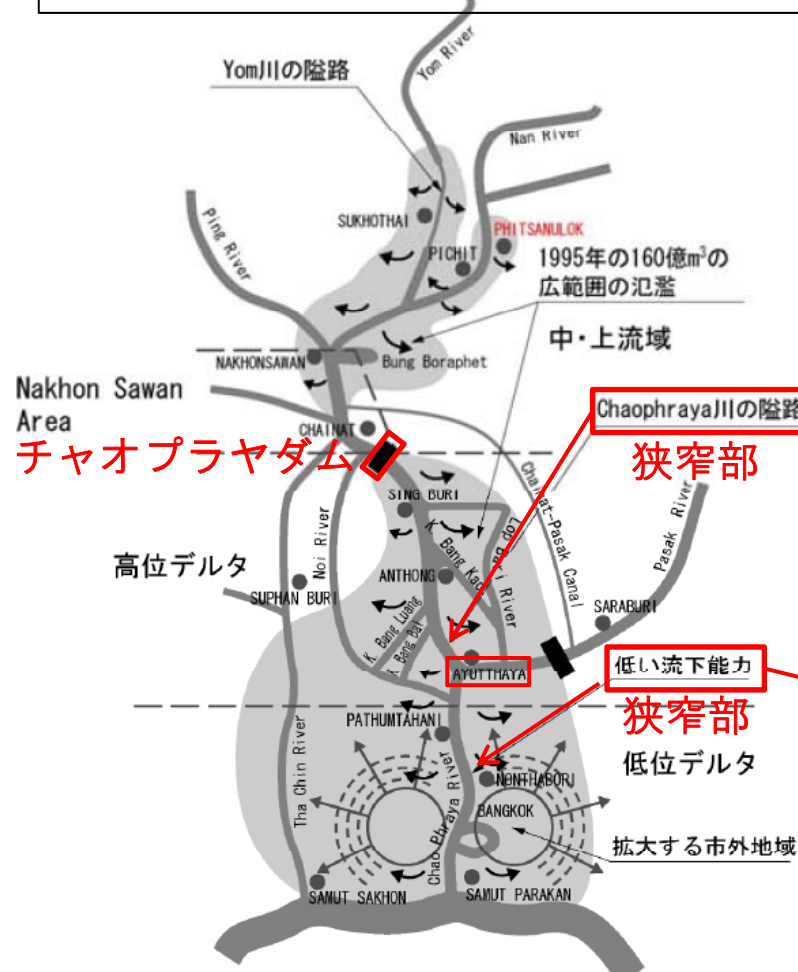 Yom川の隘路
Yom River
Nan River
Ping River
SUKHOTHAI
PHITSANULOK
PICHIT
1995年の160億m³の
広範囲の氾濫
中・上流域
NAKHONSAWAN
Bung Boraphet
Nakhon Sawan
Area
CHAINAT
Chaophraya川の隘路
チャオプラヤダム
狭窄部
SING BURI
Chainat-Pasak Canal
Pasak River
Noi River
K. Bang Kao
Lop Buri River
高位デルタ
ANTHONG
SUPHAN BURI
SARABURI
K. Bang Luang
K. Bang Bal
AYUTTHAYA
低い流下能力
狭窄部
PATHUMTAHANI
低位デルタ
Tha Chin River
Chao Phraya River
NONTHABORI
BANGKOK
拡大する市外地域
SAMUT SAKHON
SAMUT PARAKAN